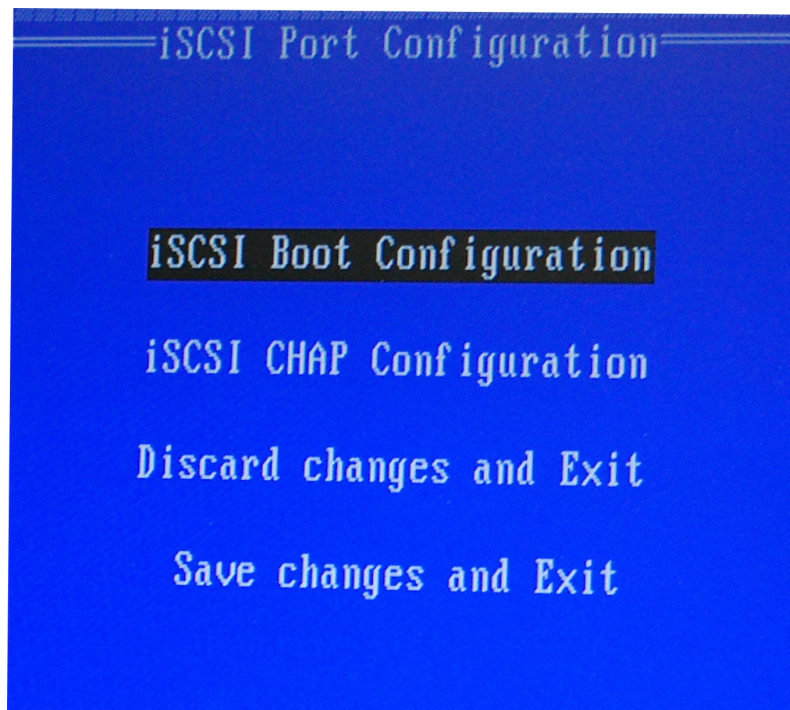 iSCSI Port Configuration
iSCSI Boot Configuration
iSCSI CHAP Configuration
Discard changes and Exit
Save changes and Exit